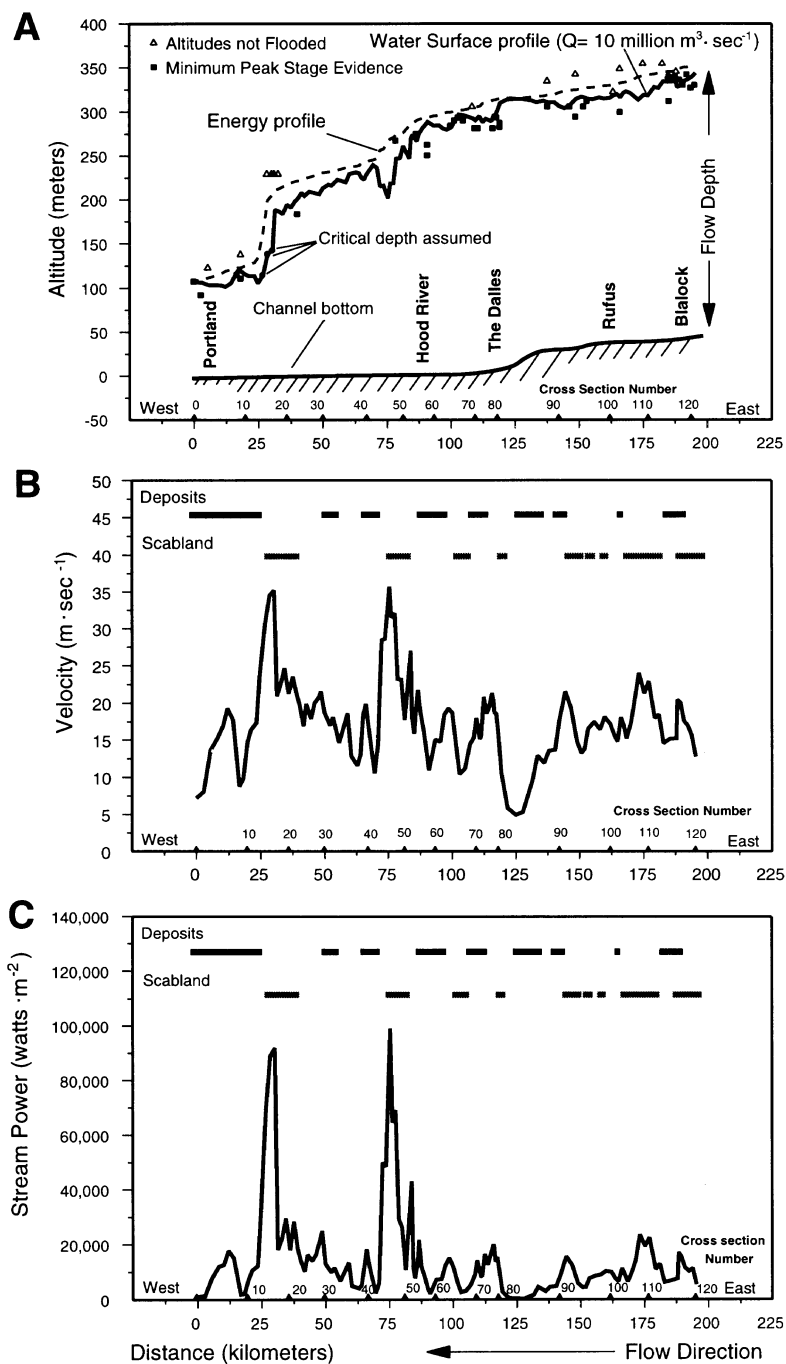 A
400
350
300
250
200
150
100
50
0
-50
Altitude (meters)
△ Altitudes not Flooded
■ Minimum Peak Stage Evidence
Water Surface profile (Q= 10 million m³· sec⁻¹)
Energy profile
Critical depth assumed
Channel bottom
Flow Depth
Portland
Hood River
The Dalles
Rufus
Blalock
Cross Section Number
West 0 10 20 30 40 50 60 70 80 90 100 110 120 East
0 25 50 75 100 125 150 175 200 225
B
50
45
40
35
30
25
20
15
10
5
0
Velocity (m · sec⁻¹)
Deposits
Scabland
Cross Section Number
West 10 20 30 40 50 60 70 80 90 100 110 120 East
0 25 50 75 100 125 150 175 200 225
C
140,000
120,000
100,000
80,000
60,000
40,000
20,000
0
Stream Power (watts ·m⁻²)
Deposits
Scabland
Cross section
Number
West 10 20 30 40 50 60 70 80 90 100 110 120 East
0 25 50 75 100 125 150 175 200 225
Distance (kilometers)
Flow Direction